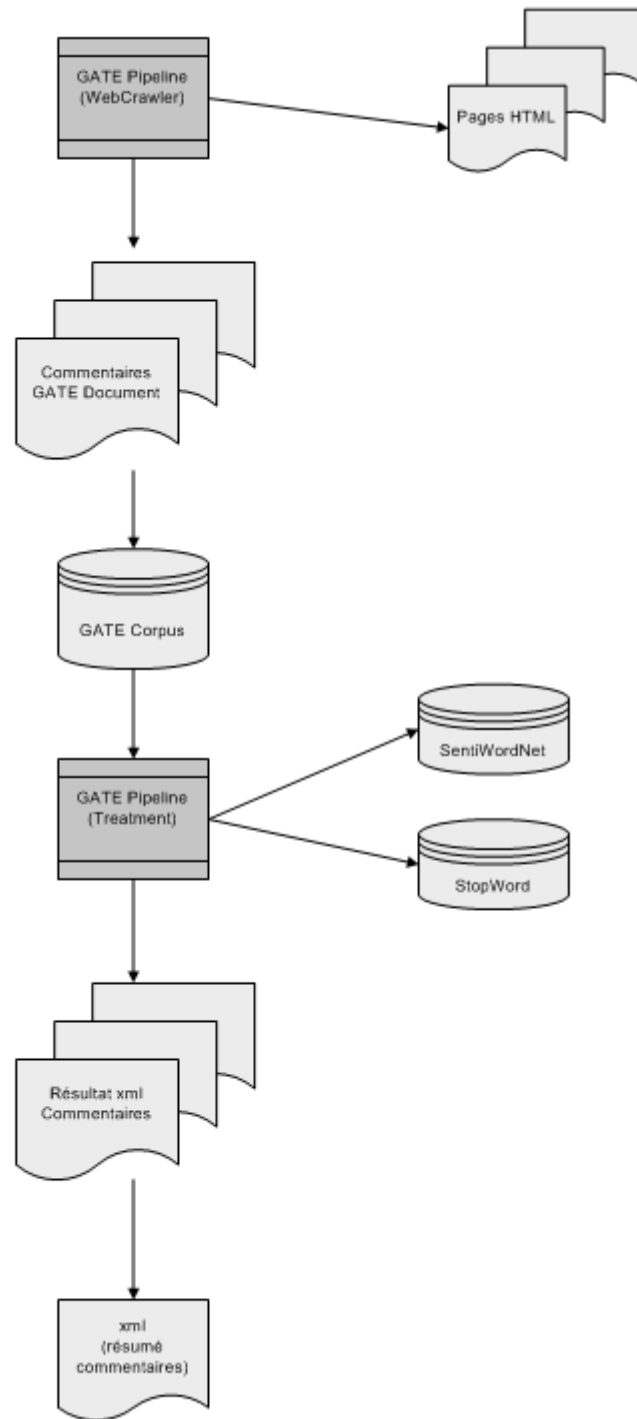 GATE Pipeline
(WebCrawler)
Pages HTML
Commentaires
GATE Document
GATE Corpus
SentiWordNet
GATE Pipeline
(Treatment)
StopWord
Résultat xml
Commentaires
xml
(résumé
commentaires)